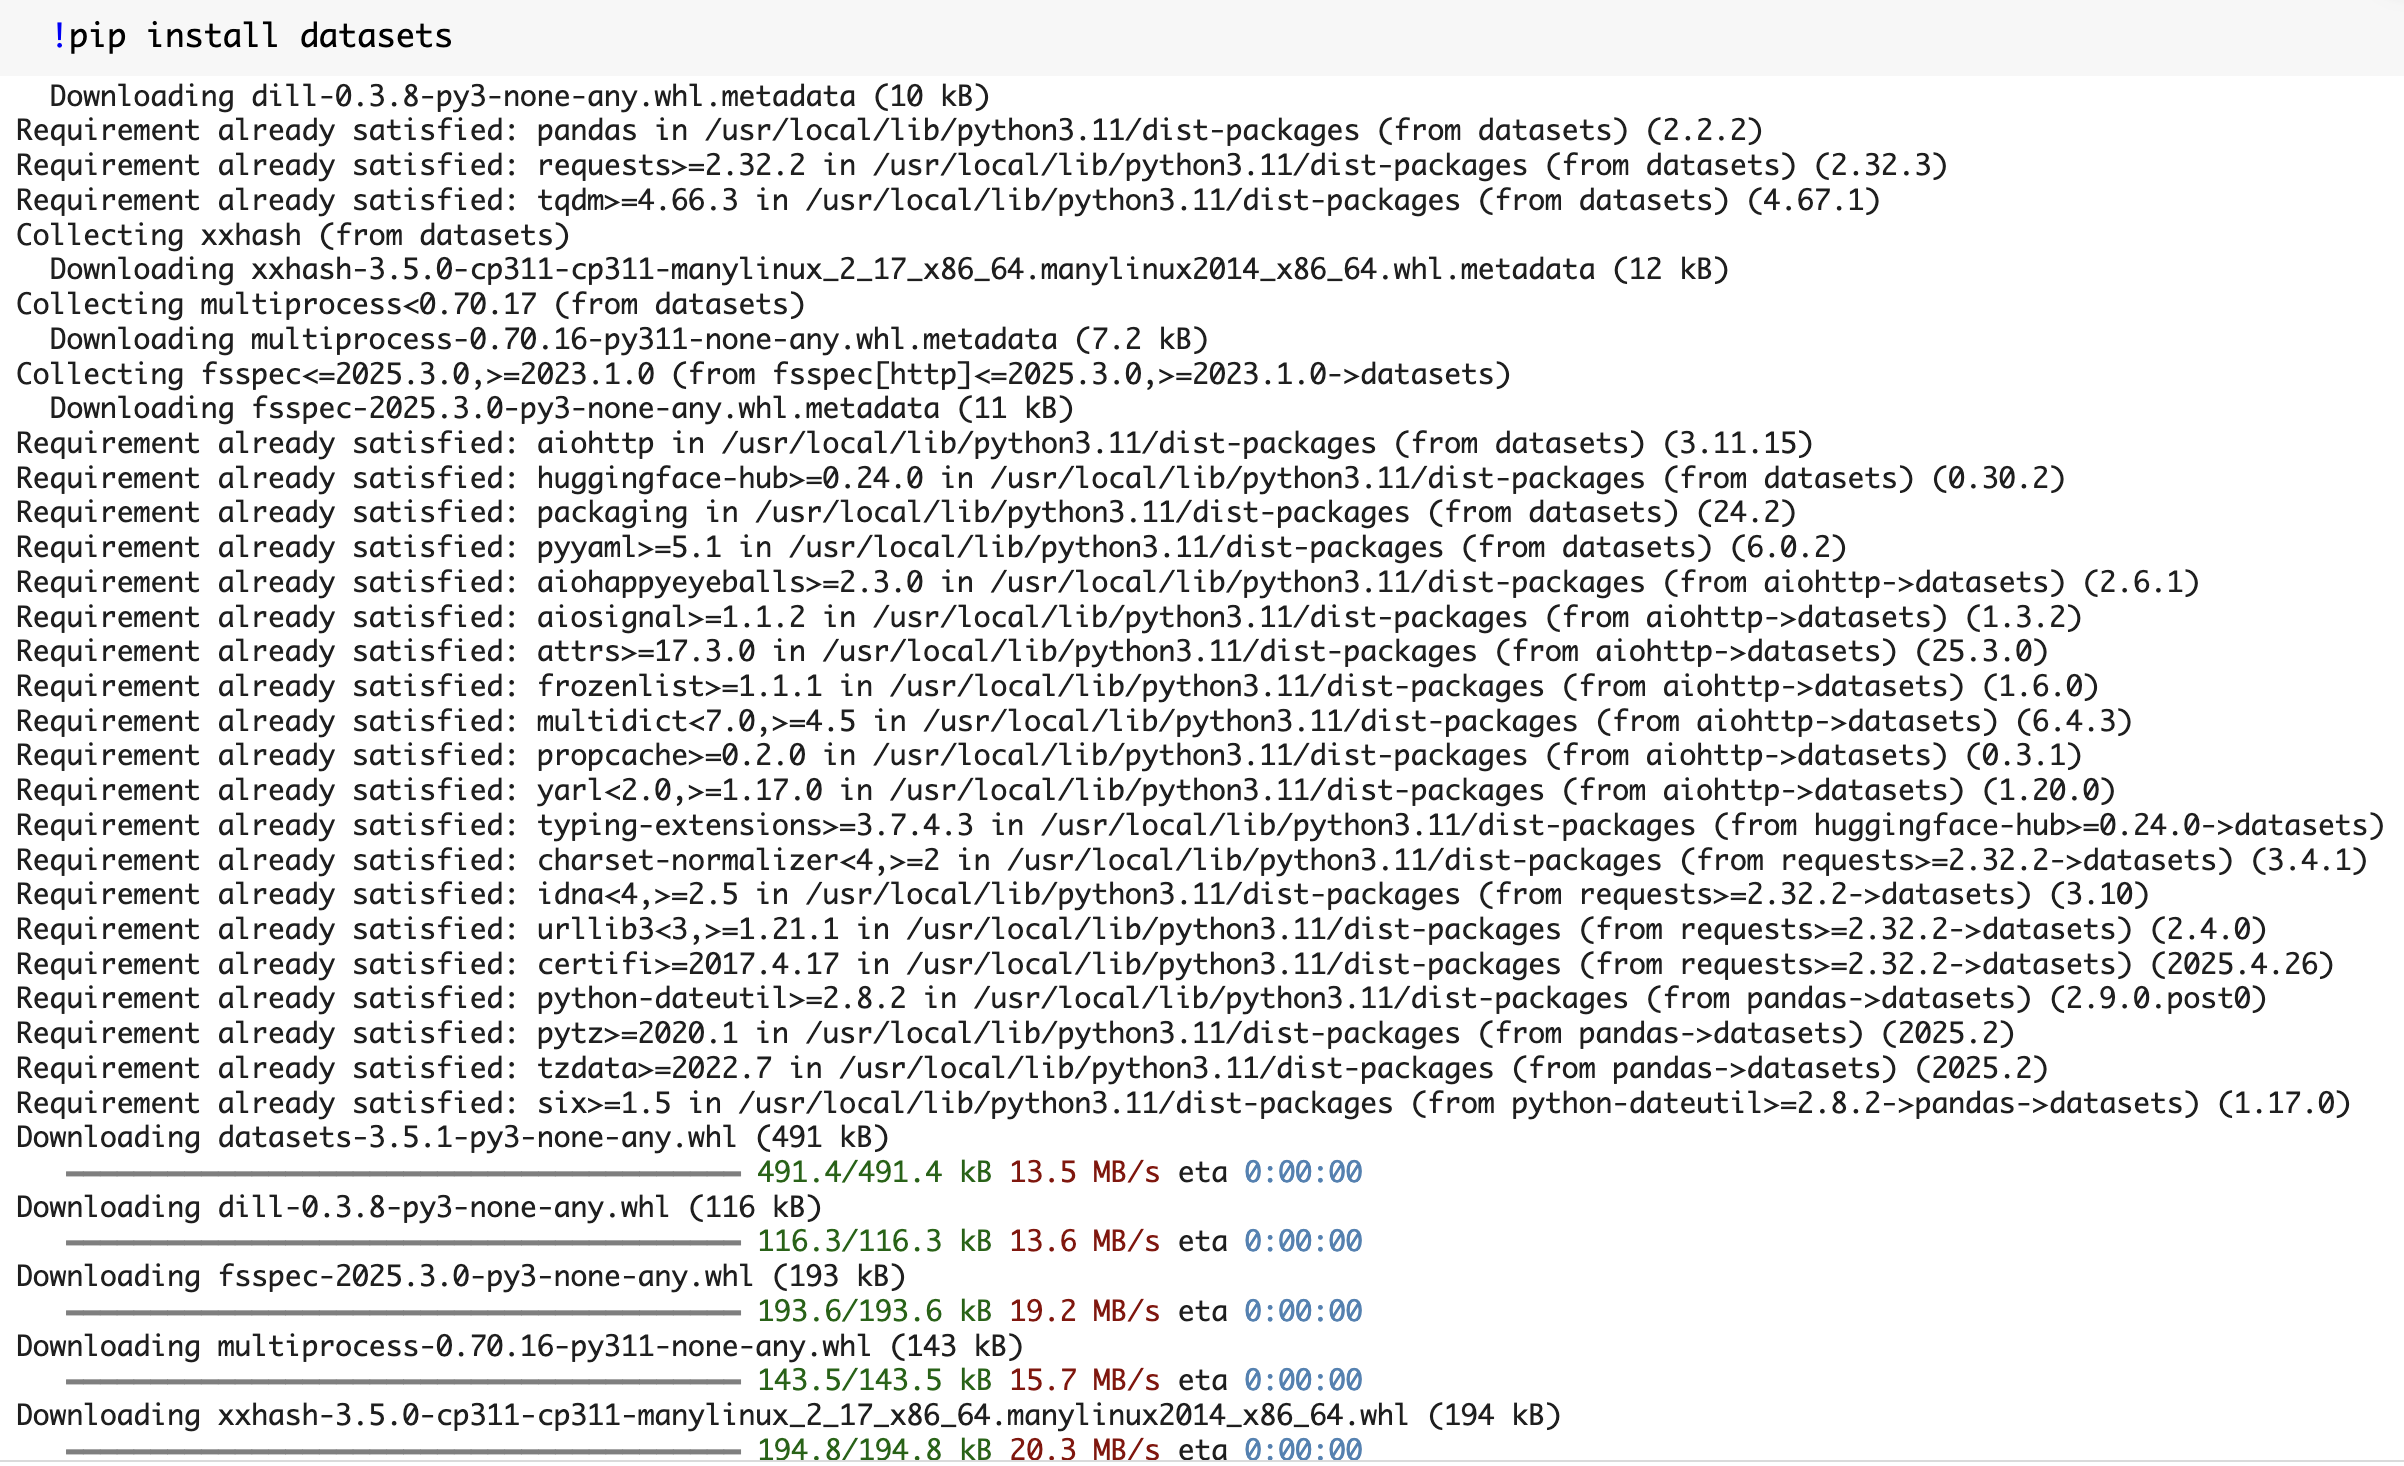 !pip install datasets
Downloading dill-0.3.8-py3-none-any.whl.metadata (10 kB)
Requirement already satisfied: pandas in /usr/local/lib/python3.11/dist-packages (from datasets) (2.2.2)
Requirement already satisfied: requests>=2.32.2 in /usr/local/lib/python3.11/dist-packages (from datasets) (2.32.3)
Requirement already satisfied: tqdm>=4.66.3 in /usr/local/lib/python3.11/dist-packages (from datasets) (4.67.1)
Collecting xxhash (from datasets)
Downloading xxhash-3.5.0-cp311-cp311-manylinux_2_17_x86_64.manylinux2014_x86_64.whl.metadata (12 kB)
Collecting multiprocess<0.70.17 (from datasets)
Downloading multiprocess-0.70.16-py311-none-any.whl.metadata (7.2 kB)
Collecting fsspec<=2025.3.0,>=2023.1.0 (from fsspec[http]<=2025.3.0,>=2023.1.0->datasets)
Downloading fsspec-2025.3.0-py3-none-any.whl.metadata (11 kB)
Requirement already satisfied: aiohttp in /usr/local/lib/python3.11/dist-packages (from datasets) (3.11.15)
Requirement already satisfied: huggingface-hub>=0.24.0 in /usr/local/lib/python3.11/dist-packages (from datasets) (0.30.2)
Requirement already satisfied: packaging in /usr/local/lib/python3.11/dist-packages (from datasets) (24.2)
Requirement already satisfied: pyyaml>=5.1 in /usr/local/lib/python3.11/dist-packages (from datasets) (6.0.2)
Requirement already satisfied: aiohappyeyeballs>=2.3.0 in /usr/local/lib/python3.11/dist-packages (from aiohttp->datasets) (2.6.1)
Requirement already satisfied: aiosignal>=1.1.2 in /usr/local/lib/python3.11/dist-packages (from aiohttp->datasets) (1.3.2)
Requirement already satisfied: attrs>=17.3.0 in /usr/local/lib/python3.11/dist-packages (from aiohttp->datasets) (25.3.0)
Requirement already satisfied: frozenlist>=1.1.1 in /usr/local/lib/python3.11/dist-packages (from aiohttp->datasets) (1.6.0)
Requirement already satisfied: multidict<7.0,>=4.5 in /usr/local/lib/python3.11/dist-packages (from aiohttp->datasets) (6.4.3)
Requirement already satisfied: propcache>=0.2.0 in /usr/local/lib/python3.11/dist-packages (from aiohttp->datasets) (0.3.1)
Requirement already satisfied: yarl<2.0,>=1.17.0 in /usr/local/lib/python3.11/dist-packages (from aiohttp->datasets) (1.20.0)
Requirement already satisfied: typing-extensions>=3.7.4.3 in /usr/local/lib/python3.11/dist-packages (from huggingface-hub>=0.24.0->datasets)
Requirement already satisfied: charset-normalizer<4,>=2 in /usr/local/lib/python3.11/dist-packages (from requests>=2.32.2->datasets) (3.4.1)
Requirement already satisfied: idna<4,>=2.5 in /usr/local/lib/python3.11/dist-packages (from requests>=2.32.2->datasets) (3.10)
Requirement already satisfied: urllib3<3,>=1.21.1 in /usr/local/lib/python3.11/dist-packages (from requests>=2.32.2->datasets) (2.4.0)
Requirement already satisfied: certifi>=2017.4.17 in /usr/local/lib/python3.11/dist-packages (from requests>=2.32.2->datasets) (2025.4.26)
Requirement already satisfied: python-dateutil>=2.8.2 in /usr/local/lib/python3.11/dist-packages (from pandas->datasets) (2.9.0.post0)
Requirement already satisfied: pytz>=2020.1 in /usr/local/lib/python3.11/dist-packages (from pandas->datasets) (2025.2)
Requirement already satisfied: tzdata>=2022.7 in /usr/local/lib/python3.11/dist-packages (from pandas->datasets) (2025.2)
Requirement already satisfied: six>=1.5 in /usr/local/lib/python3.11/dist-packages (from python-dateutil>=2.8.2->pandas->datasets) (1.17.0)
Downloading datasets-3.5.1-py3-none-any.whl (491 kB)
491.4/491.4 kB 13.5 MB/s eta 0:00:00
Downloading dill-0.3.8-py3-none-any.whl (116 kB)
116.3/116.3 kB 13.6 MB/s eta 0:00:00
Downloading fsspec-2025.3.0-py3-none-any.whl (193 kB)
193.6/193.6 kB 19.2 MB/s eta 0:00:00
Downloading multiprocess-0.70.16-py311-none-any.whl (143 kB)
143.5/143.5 kB 15.7 MB/s eta 0:00:00
Downloading xxhash-3.5.0-cp311-cp311-manylinux_2_17_x86_64.manylinux2014_x86_64.whl (194 kB)
194.8/194.8 kB 20.3 MB/s eta 0:00:00